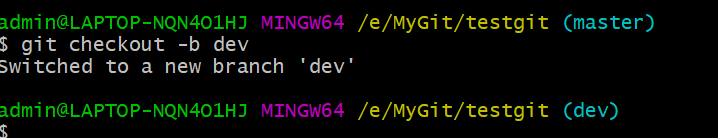 admin@LAPTOP-NQN4O1HJ MINGW64 /e/MyGit/testgit (master)
$ git checkout -b dev
Switched to a new branch 'dev'
admin@LAPTOP-NQN4O1HJ MINGW64 /e/MyGit/testgit (dev)
$